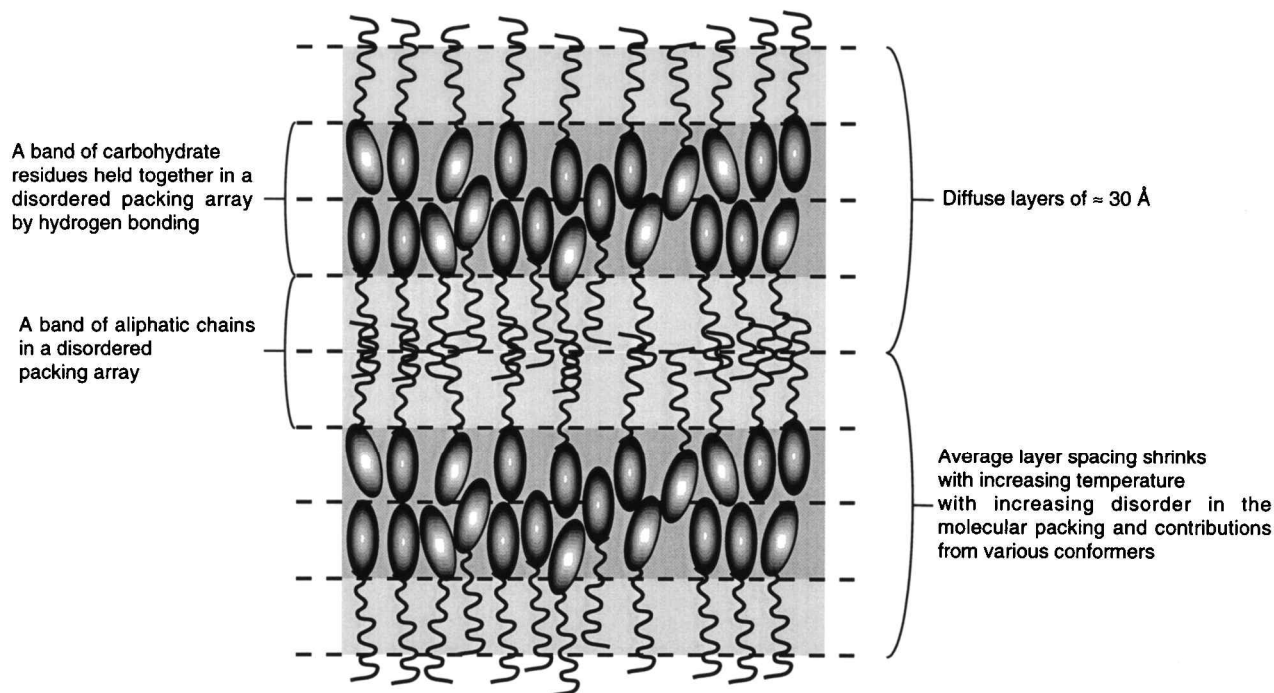 A band of carbohydrate
residues held together in a
disordered packing array
by hydrogen bonding
A band of aliphatic chains
in a disordered
packing array
Diffuse layers of ≈ 30 Å
Average layer spacing shrinks
with increasing temperature
with increasing disorder in the
molecular packing and contributions
from various conformers